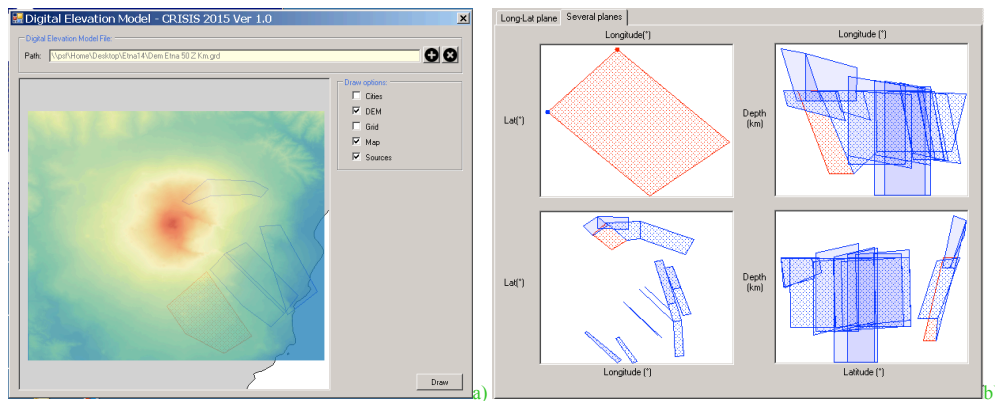 Digital Elevation Model - CRISIS 2015 Ver 1.0
Digital Elevation Model File:
Path: \\psf\Home\Desktop\Etna14\Dem Etna 50 Z Km.grd
Draw options:
Cities
DEM
Grid
Map
Sources
Draw
a)
Long-Lat plane
Several planes
Longitude(°)
Longitude (°)
Lat(°)
Depth
(km)
Lat(°)
Depth
(km)
Longitude (°)
Latitude (°)
b)